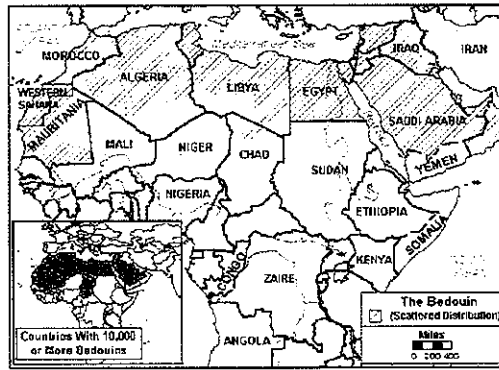 MOROCCO
ALGERIA
LIBYA
EGYPT
IRAQ
IRAN
WESTERN
SAHARA
MAURITANIA
SAUDI ARABIA
MALI
NIGER
CHAD
SUDAN
YEMEN
NIGERIA
ETHIOPIA
SOMALIA
CONGO
ZAIRE
KENYA
ANGOLA
Countries With 10,000
or More Bedouins
The Bedouin
(Scattered Distribution)
Miles
0 200 400